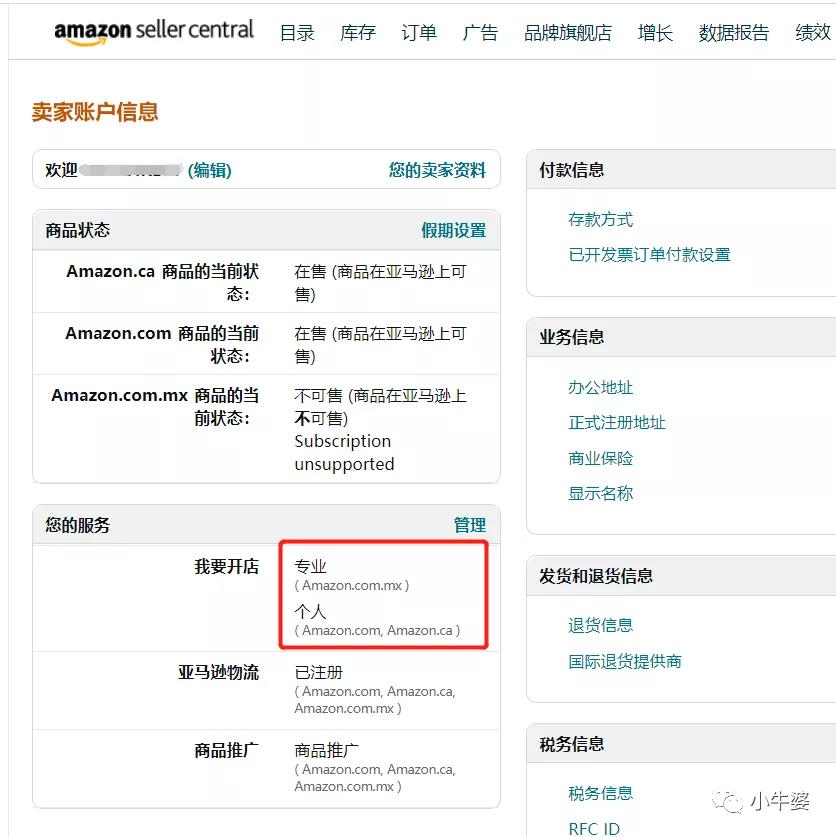 amazon seller central 目录 库存 订单 广告 品牌旗舰店 增长 数据报告 绩效
卖家账户信息
欢迎 (编辑) 您的卖家资料
商品状态 假期设置
Amazon.ca 商品的当前状
态：
在售 (商品在亚马逊上可
售)
Amazon.com 商品的当前
状态：
在售 (商品在亚马逊上可
售)
Amazon.com.mx 商品的当
前状态：
不可售 (商品在亚马逊上
不可售)
Subscription
unsupported
您的服务 管理
我要开店
专业
( Amazon.com.mx )
个人
( Amazon.com, Amazon.ca )
亚马逊物流
已注册
( Amazon.com, Amazon.ca,
Amazon.com.mx )
商品推广
商品推广
( Amazon.com, Amazon.ca,
Amazon.com.mx )
付款信息
存款方式
已开发票订单付款设置
业务信息
办公地址
正式注册地址
商业保险
显示名称
发货和退货信息
退货信息
国际退货提供商
税务信息
税务信息
RFC ID
小牛婆